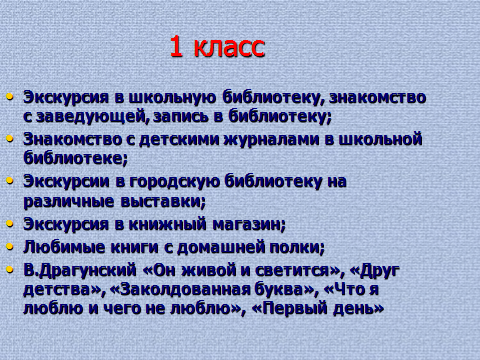 1 класс
• Экскурсия в школьную библиотеку, знакомство
с заведующей, запись в библиотеку;
• Знакомство с детскими журналами в школьной
библиотеке;
• Экскурсии в городскую библиотеку на
различные выставки;
• Экскурсия в книжный магазин;
• Любимые книги с домашней полки;
• В.Драгунский «Он живой и светится», «Друг
детства», «Заколдованная буква», «Что я
люблю и чего не люблю», «Первый день»